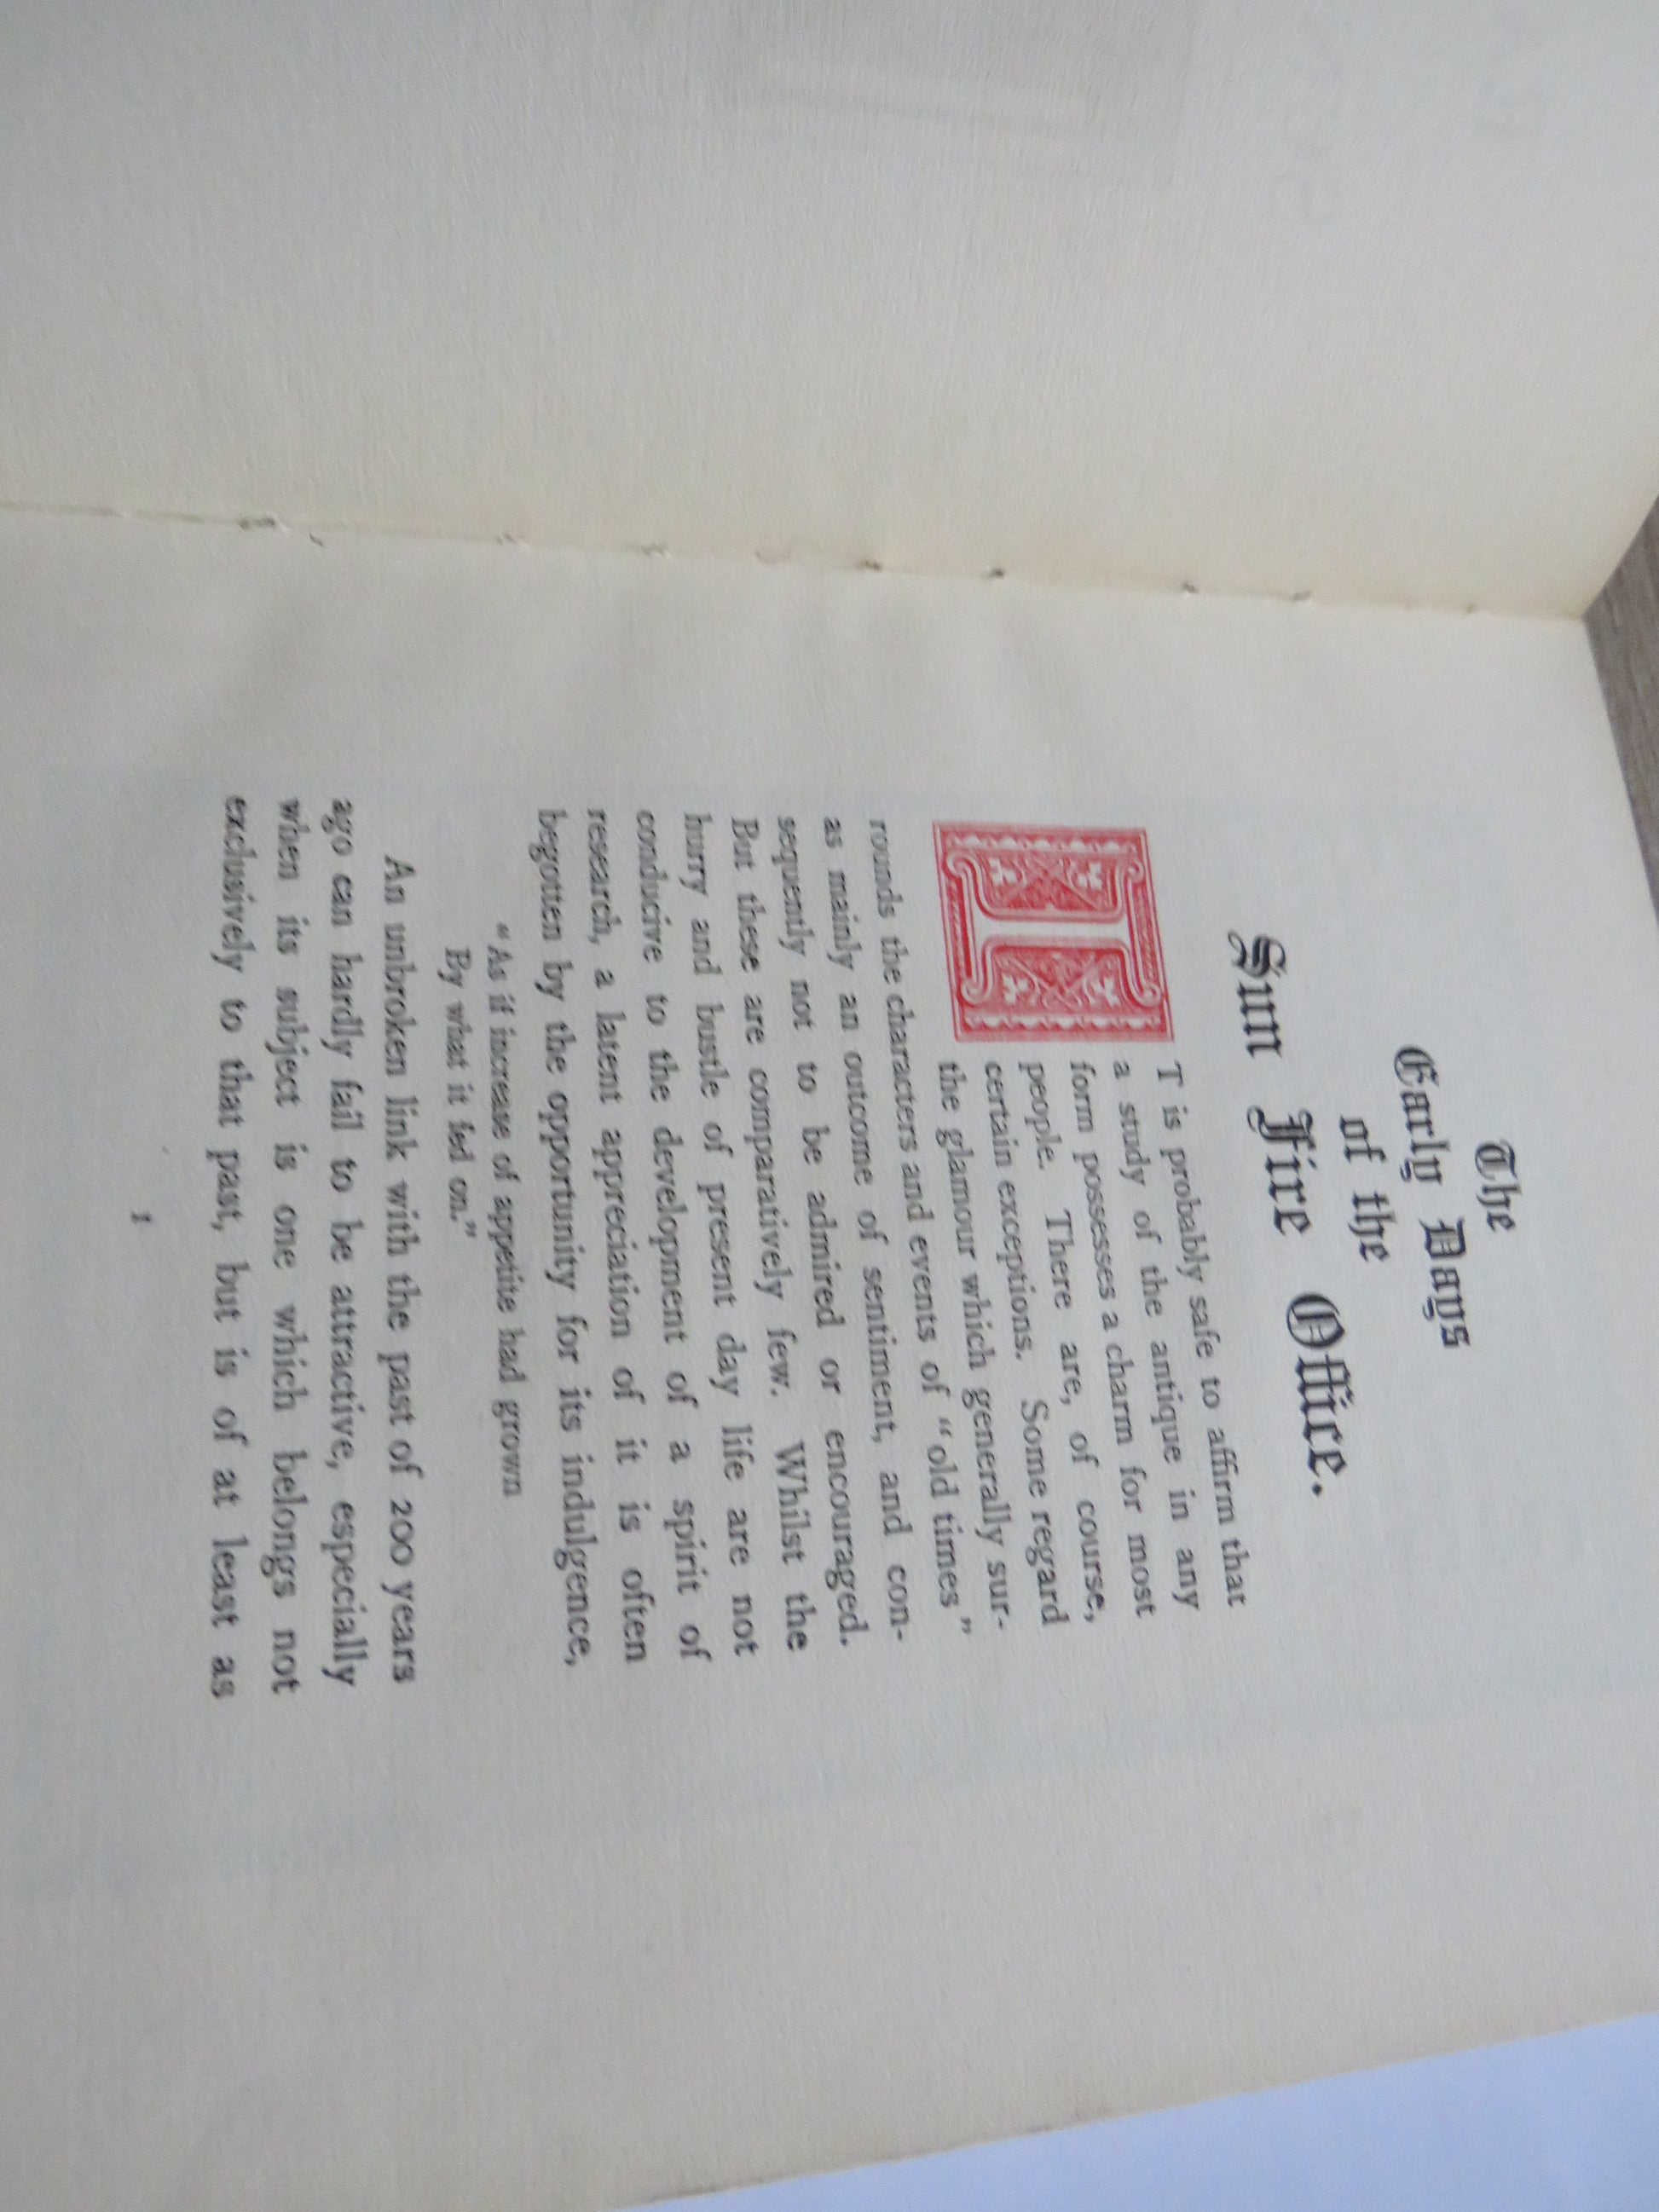 The
Early Days
of the
Sun Fire Office.
IT is probably safe to affirm that
a study of the antique in any
form possesses a charm for most
people. There are, of course,
certain exceptions. Some regard
the glamour which generally sur-
rounds the characters and events of “old times”
as mainly an outcome of sentiment, and con-
sequently not to be admired or encouraged.
But these are comparatively few. Whilst the
hurry and bustle of present day life are not
conducive to the development of a spirit of
research, a latent appreciation of it is often
begotten by the opportunity for its indulgence,
“As if increase of appetite had grown
By what it fed on.”
An unbroken link with the past of 200 years
ago can hardly fail to be attractive, especially
when its subject is one which belongs not
exclusively to that past, but is of at least as
1